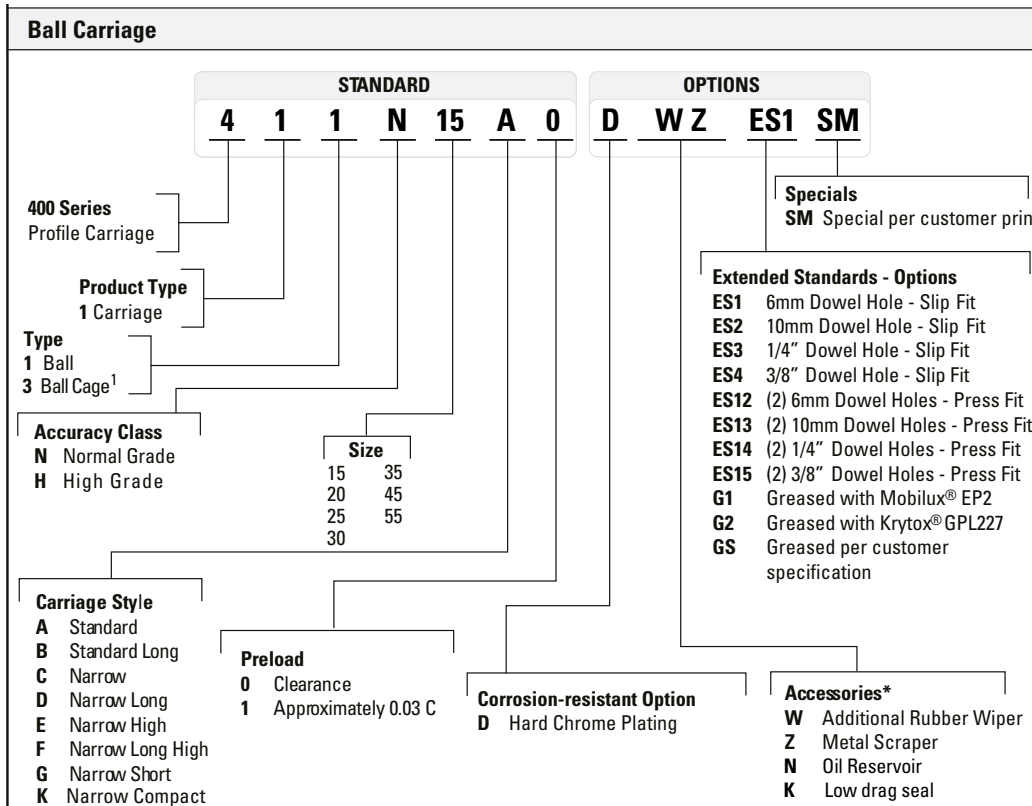 Ball Carriage
STANDARD
OPTIONS
4 1 1 N 15 A 0 D W Z ES1 SM
400 Series
Profile Carriage
Product Type
1 Carriage
Type
1 Ball
3 Ball Cage1
Accuracy Class
N Normal Grade
H High Grade
Size
15 35
20 45
25 55
30
Carriage Style
A Standard
B Standard Long
C Narrow
D Narrow Long
E Narrow High
F Narrow Long High
G Narrow Short
K Narrow Compact
Preload
0 Clearance
1 Approximately 0.03 C
Corrosion-resistant Option
D Hard Chrome Plating
Accessories*
W Additional Rubber Wiper
Z Metal Scraper
N Oil Reservoir
K Low drag seal
Extended Standards - Options
ES1 6mm Dowel Hole - Slip Fit
ES2 10mm Dowel Hole - Slip Fit
ES3 1/4" Dowel Hole - Slip Fit
ES4 3/8" Dowel Hole - Slip Fit
ES12 (2) 6mm Dowel Holes - Press Fit
ES13 (2) 10mm Dowel Holes - Press Fit
ES14 (2) 1/4" Dowel Holes - Press Fit
ES15 (2) 3/8" Dowel Holes - Press Fit
G1 Greased with Mobilux® EP2
G2 Greased with Krytox® GPL227
GS Greased per customer
specification
Specials
SM Special per customer prin